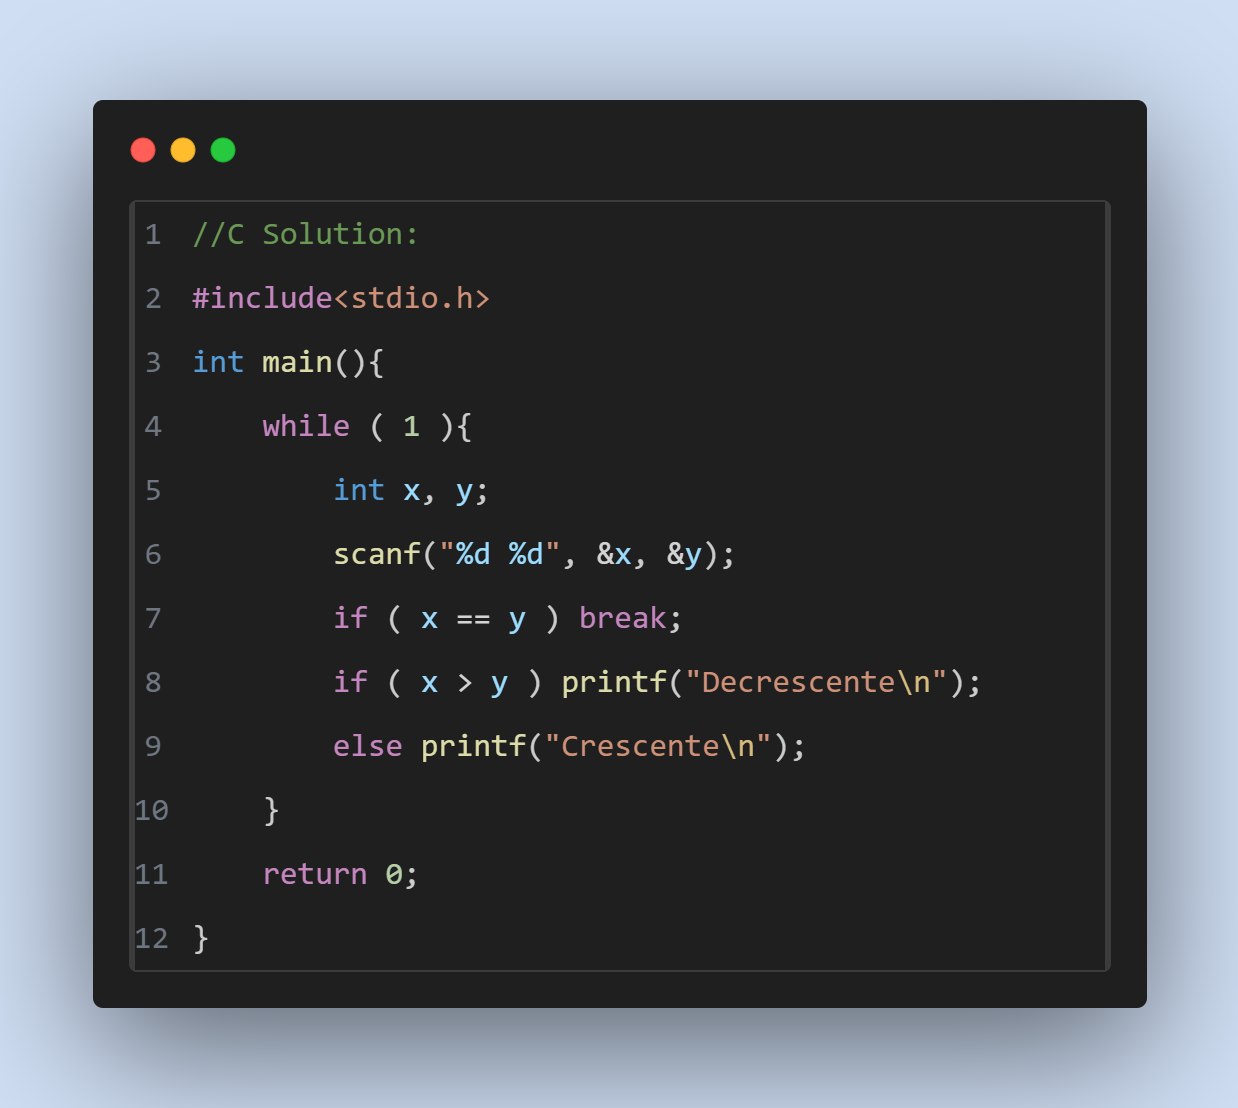 1 //C Solution:
2 #include<stdio.h>
3 int main(){
4     while ( 1 ){
5         int x, y;
6         scanf("%d %d", &x, &y);
7         if ( x == y ) break;
8         if ( x > y ) printf("Decrescente\n");
9         else printf("Crescente\n");
10     }
11     return 0;
12 }